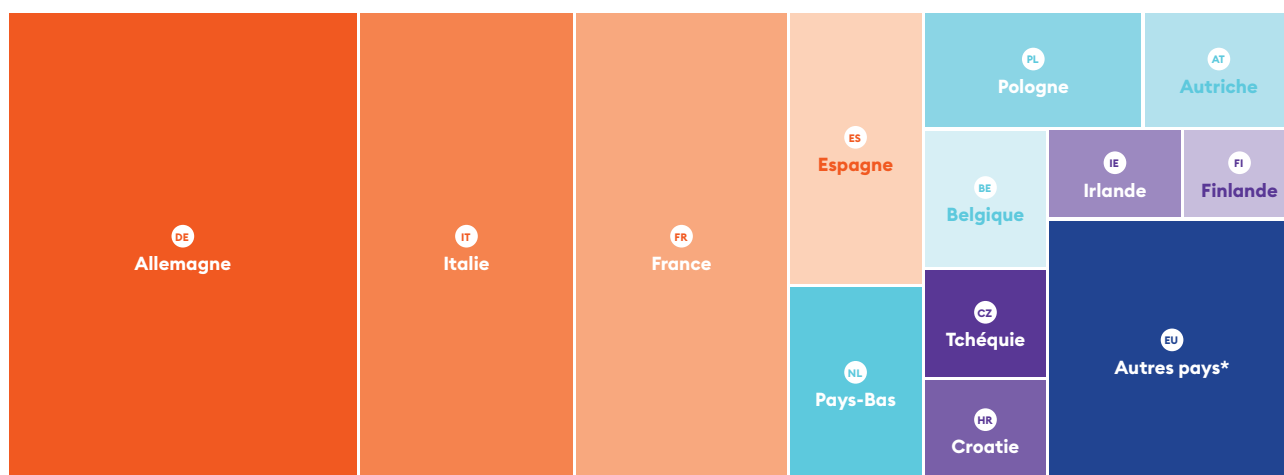 DE
Allemagne
IT
Italie
FR
France
ES
Espagne
NL
Pays-Bas
PL
Pologne
AT
Autriche
BE
Belgique
IE
Irlande
FI
Finlande
CZ
Tchéquie
HR
Croatie
EU
Autres pays*